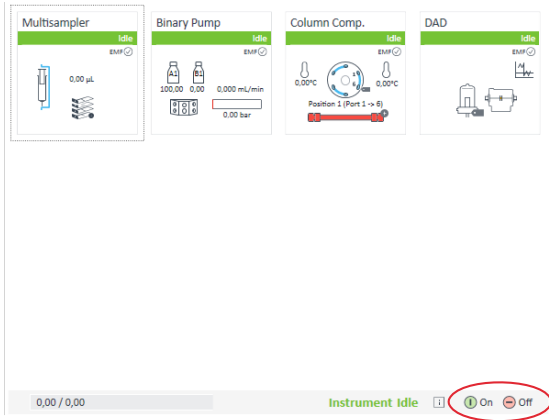 Multisampler
Idle
EMF
0,00 µL
Binary Pump
Idle
EMF
A1 B1
100,00 0,00 0,000 mL/min
0,00 bar
Column Comp.
Idle
EMF
0,00°C 1 6 0,00°C
Position 1 (Port 1 -> 6)
DAD
Idle
EMF
0,00 / 0,00 Instrument Idle i On Off